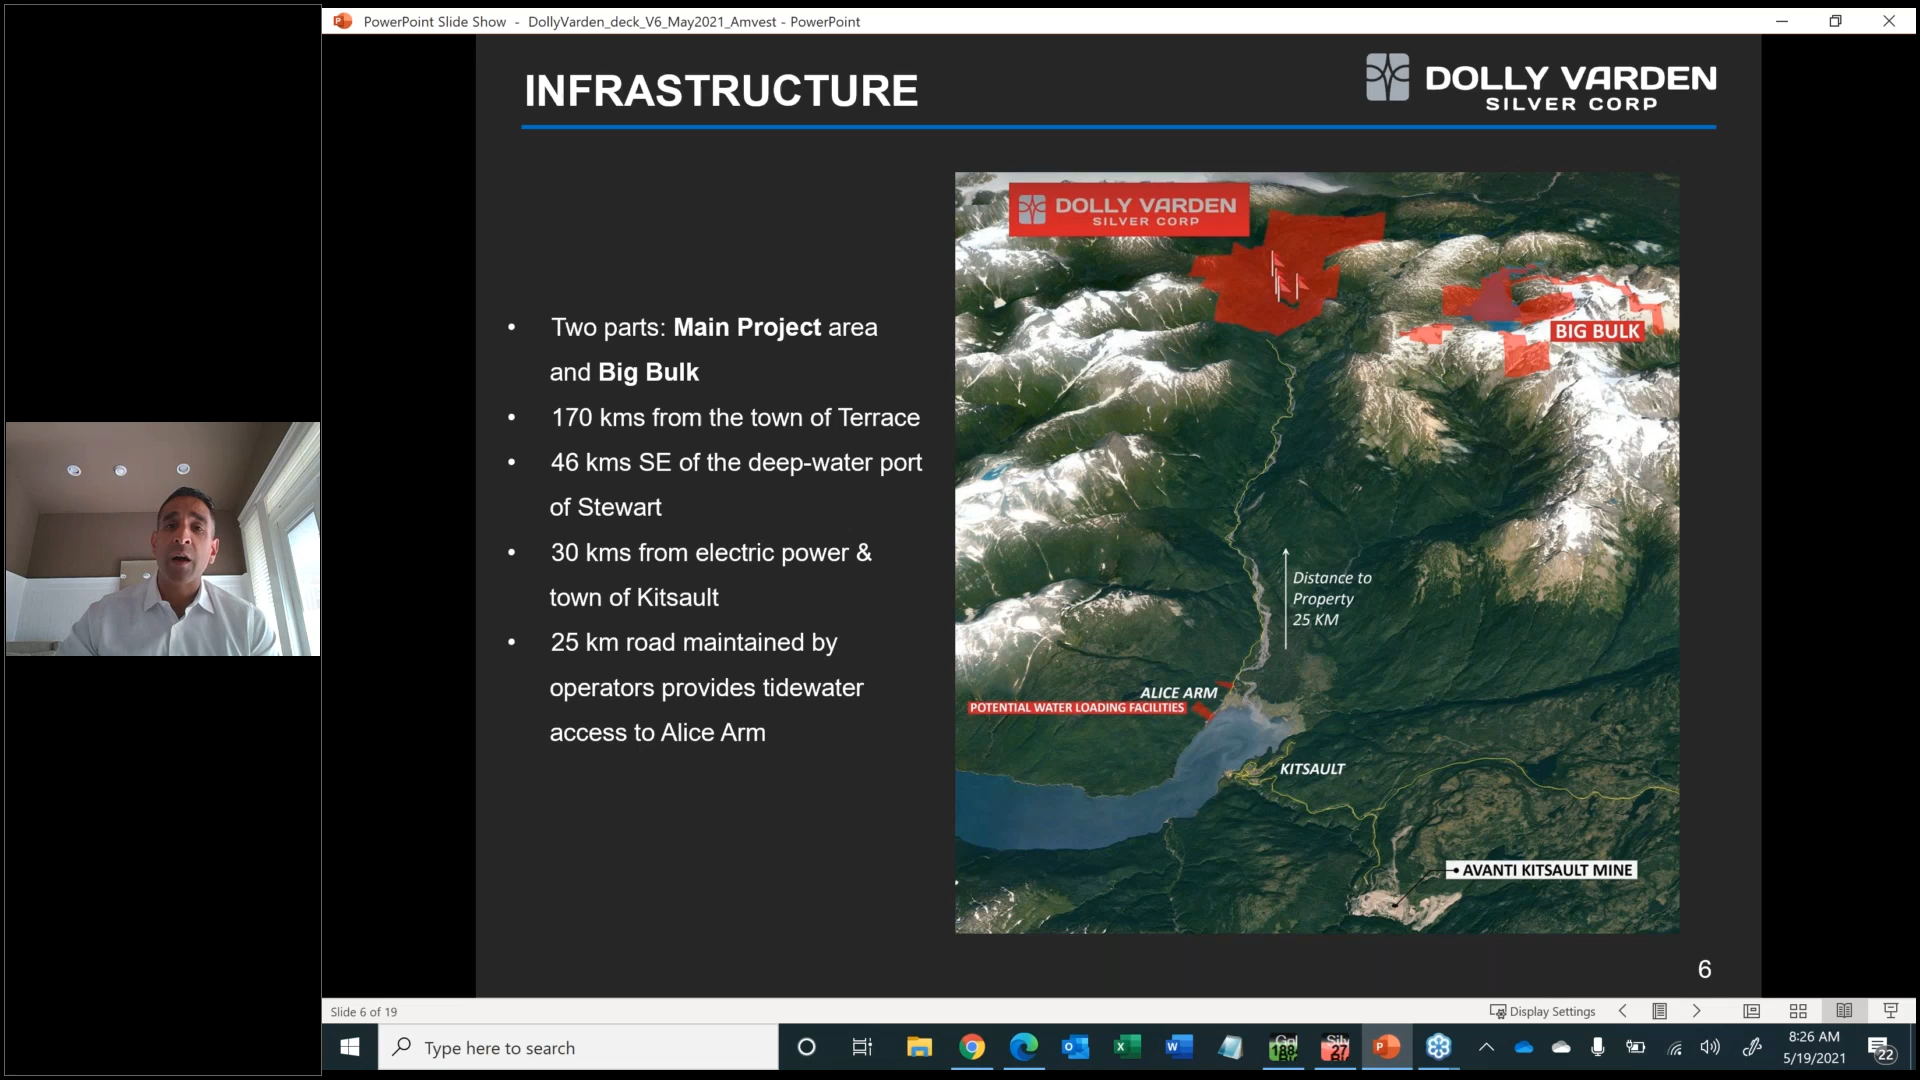 PowerPoint Slide Show - DollyVarden_deck_V6_May2021_Amvest - PowerPoint
INFRASTRUCTURE
DOLLY VARDEN
SILVER CORP
DOLLY VARDEN
SILVER CORP
BIG BULK
• Two parts: Main Project area
and Big Bulk
• 170 kms from the town of Terrace
• 46 kms SE of the deep-water port
of Stewart
• 30 kms from electric power &
town of Kitsault
• 25 km road maintained by
operators provides tidewater
access to Alice Arm
Distance to
Property
25 KM
ALICE ARM
POTENTIAL WATER LOADING FACILITIES
KITSAULT
AVANTI KITSAULT MINE
6
Slide 6 of 19
Display Settings
Type here to search
8:26 AM
5/19/2021
22